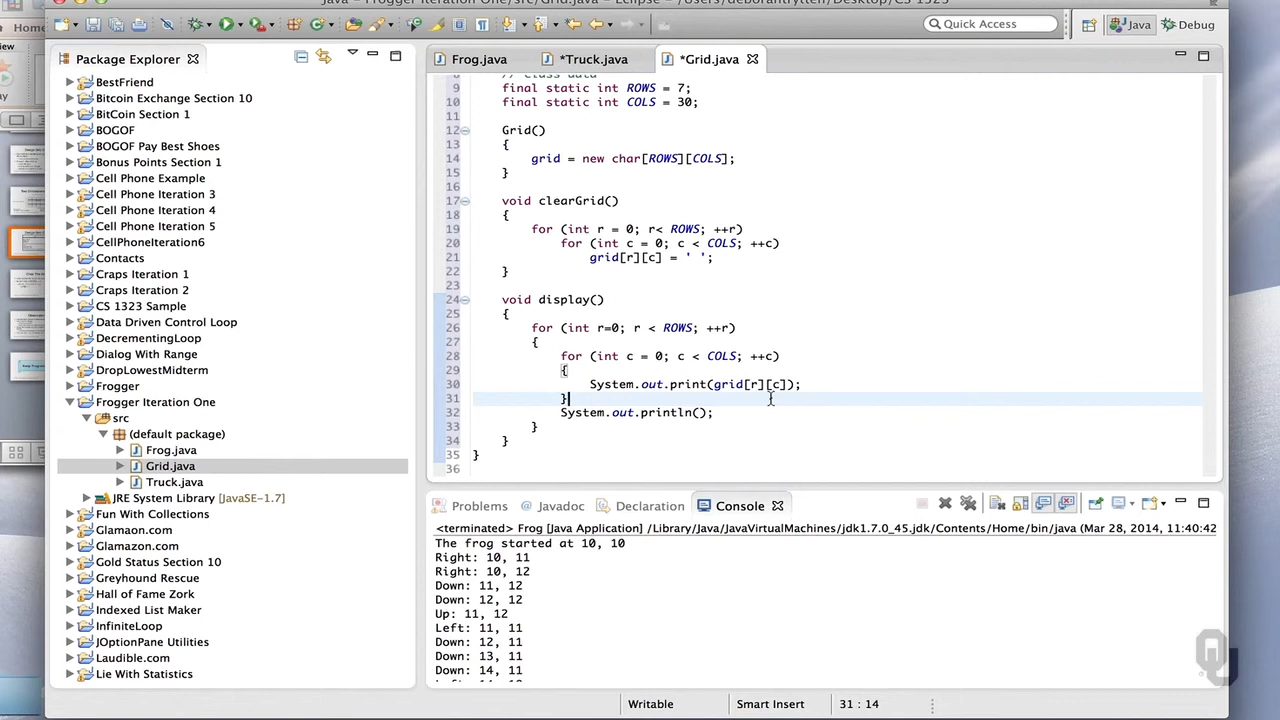 Java - Frogger Iteration One/src/Grid.java - Eclipse - /Users/deborahtrytten/Desktop/CS 1323
Home
Quick Access
Java
Debug
Package Explorer
Frog.java
*Truck.java
*Grid.java
BestFriend
Bitcoin Exchange Section 10
BitCoin Section 1
BOGOF
BOGOF Pay Best Shoes
Bonus Points Section 1
Cell Phone Example
Cell Phone Iteration 3
Cell Phone Iteration 4
Cell Phone Iteration 5
CellPhoneIteration6
Contacts
Craps Iteration 1
Craps Iteration 2
CS 1323 Sample
Data Driven Control Loop
DecrementingLoop
Dialog With Range
DropLowestMidterm
Frogger
Frogger Iteration One
src
(default package)
Frog.java
Grid.java
Truck.java
JRE System Library [JavaSE-1.7]
Fun With Collections
Glamaon.com
Glamazon.com
Gold Status Section 10
Greyhound Rescue
Hall of Fame Zork
Indexed List Maker
InfiniteLoop
JOptionPane Utilities
Laudible.com
Lie With Statistics
8 // class data
9 final static int ROWS = 7;
10 final static int COLS = 30;
11
12 Grid()
13 {
14 grid = new char[ROWS][COLS];
15 }
16
17 void clearGrid()
18 {
19 for (int r = 0; r< ROWS; ++r)
20 for (int c = 0; c < COLS; ++c)
21 grid[r][c] = ' ';
22 }
23
24 void display()
25 {
26 for (int r=0; r < ROWS; ++r)
27 {
28 for (int c = 0; c < COLS; ++c)
29 {
30 System.out.print(grid[r][c]);
31 }
32 System.out.println();
33 }
34 }
35 }
36
Problems
Javadoc
Declaration
Console
<terminated> Frog [Java Application] /Library/Java/JavaVirtualMachines/jdk1.7.0_45.jdk/Contents/Home/bin/java (Mar 28, 2014, 11:40:42
The frog started at 10, 10
Right: 10, 11
Right: 10, 12
Down: 11, 12
Down: 12, 12
Up: 11, 12
Left: 11, 11
Down: 12, 11
Down: 13, 11
Down: 14, 11
Writable
Smart Insert
31 : 14